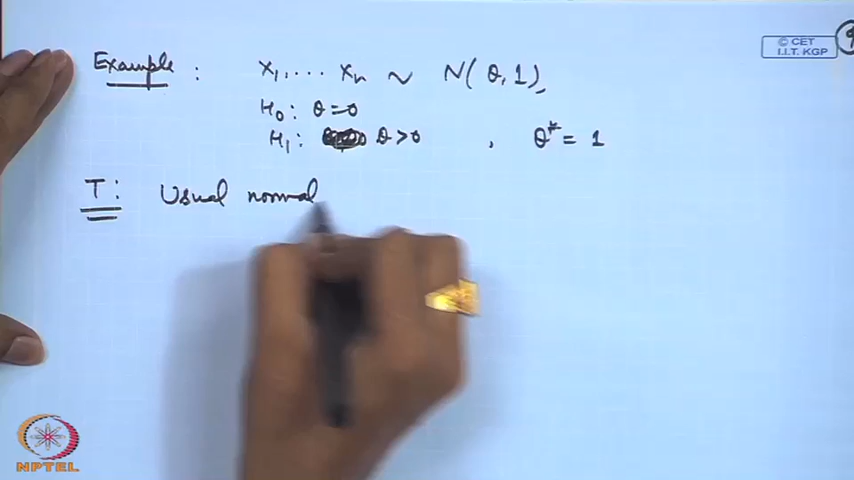 Example : X1, .... Xn ~ N(θ, 1),
H0 : θ = 0
H1 : θ > 0 , θ* = 1
T : Usual normal
© CET
I.I.T. KGP
NPTEL